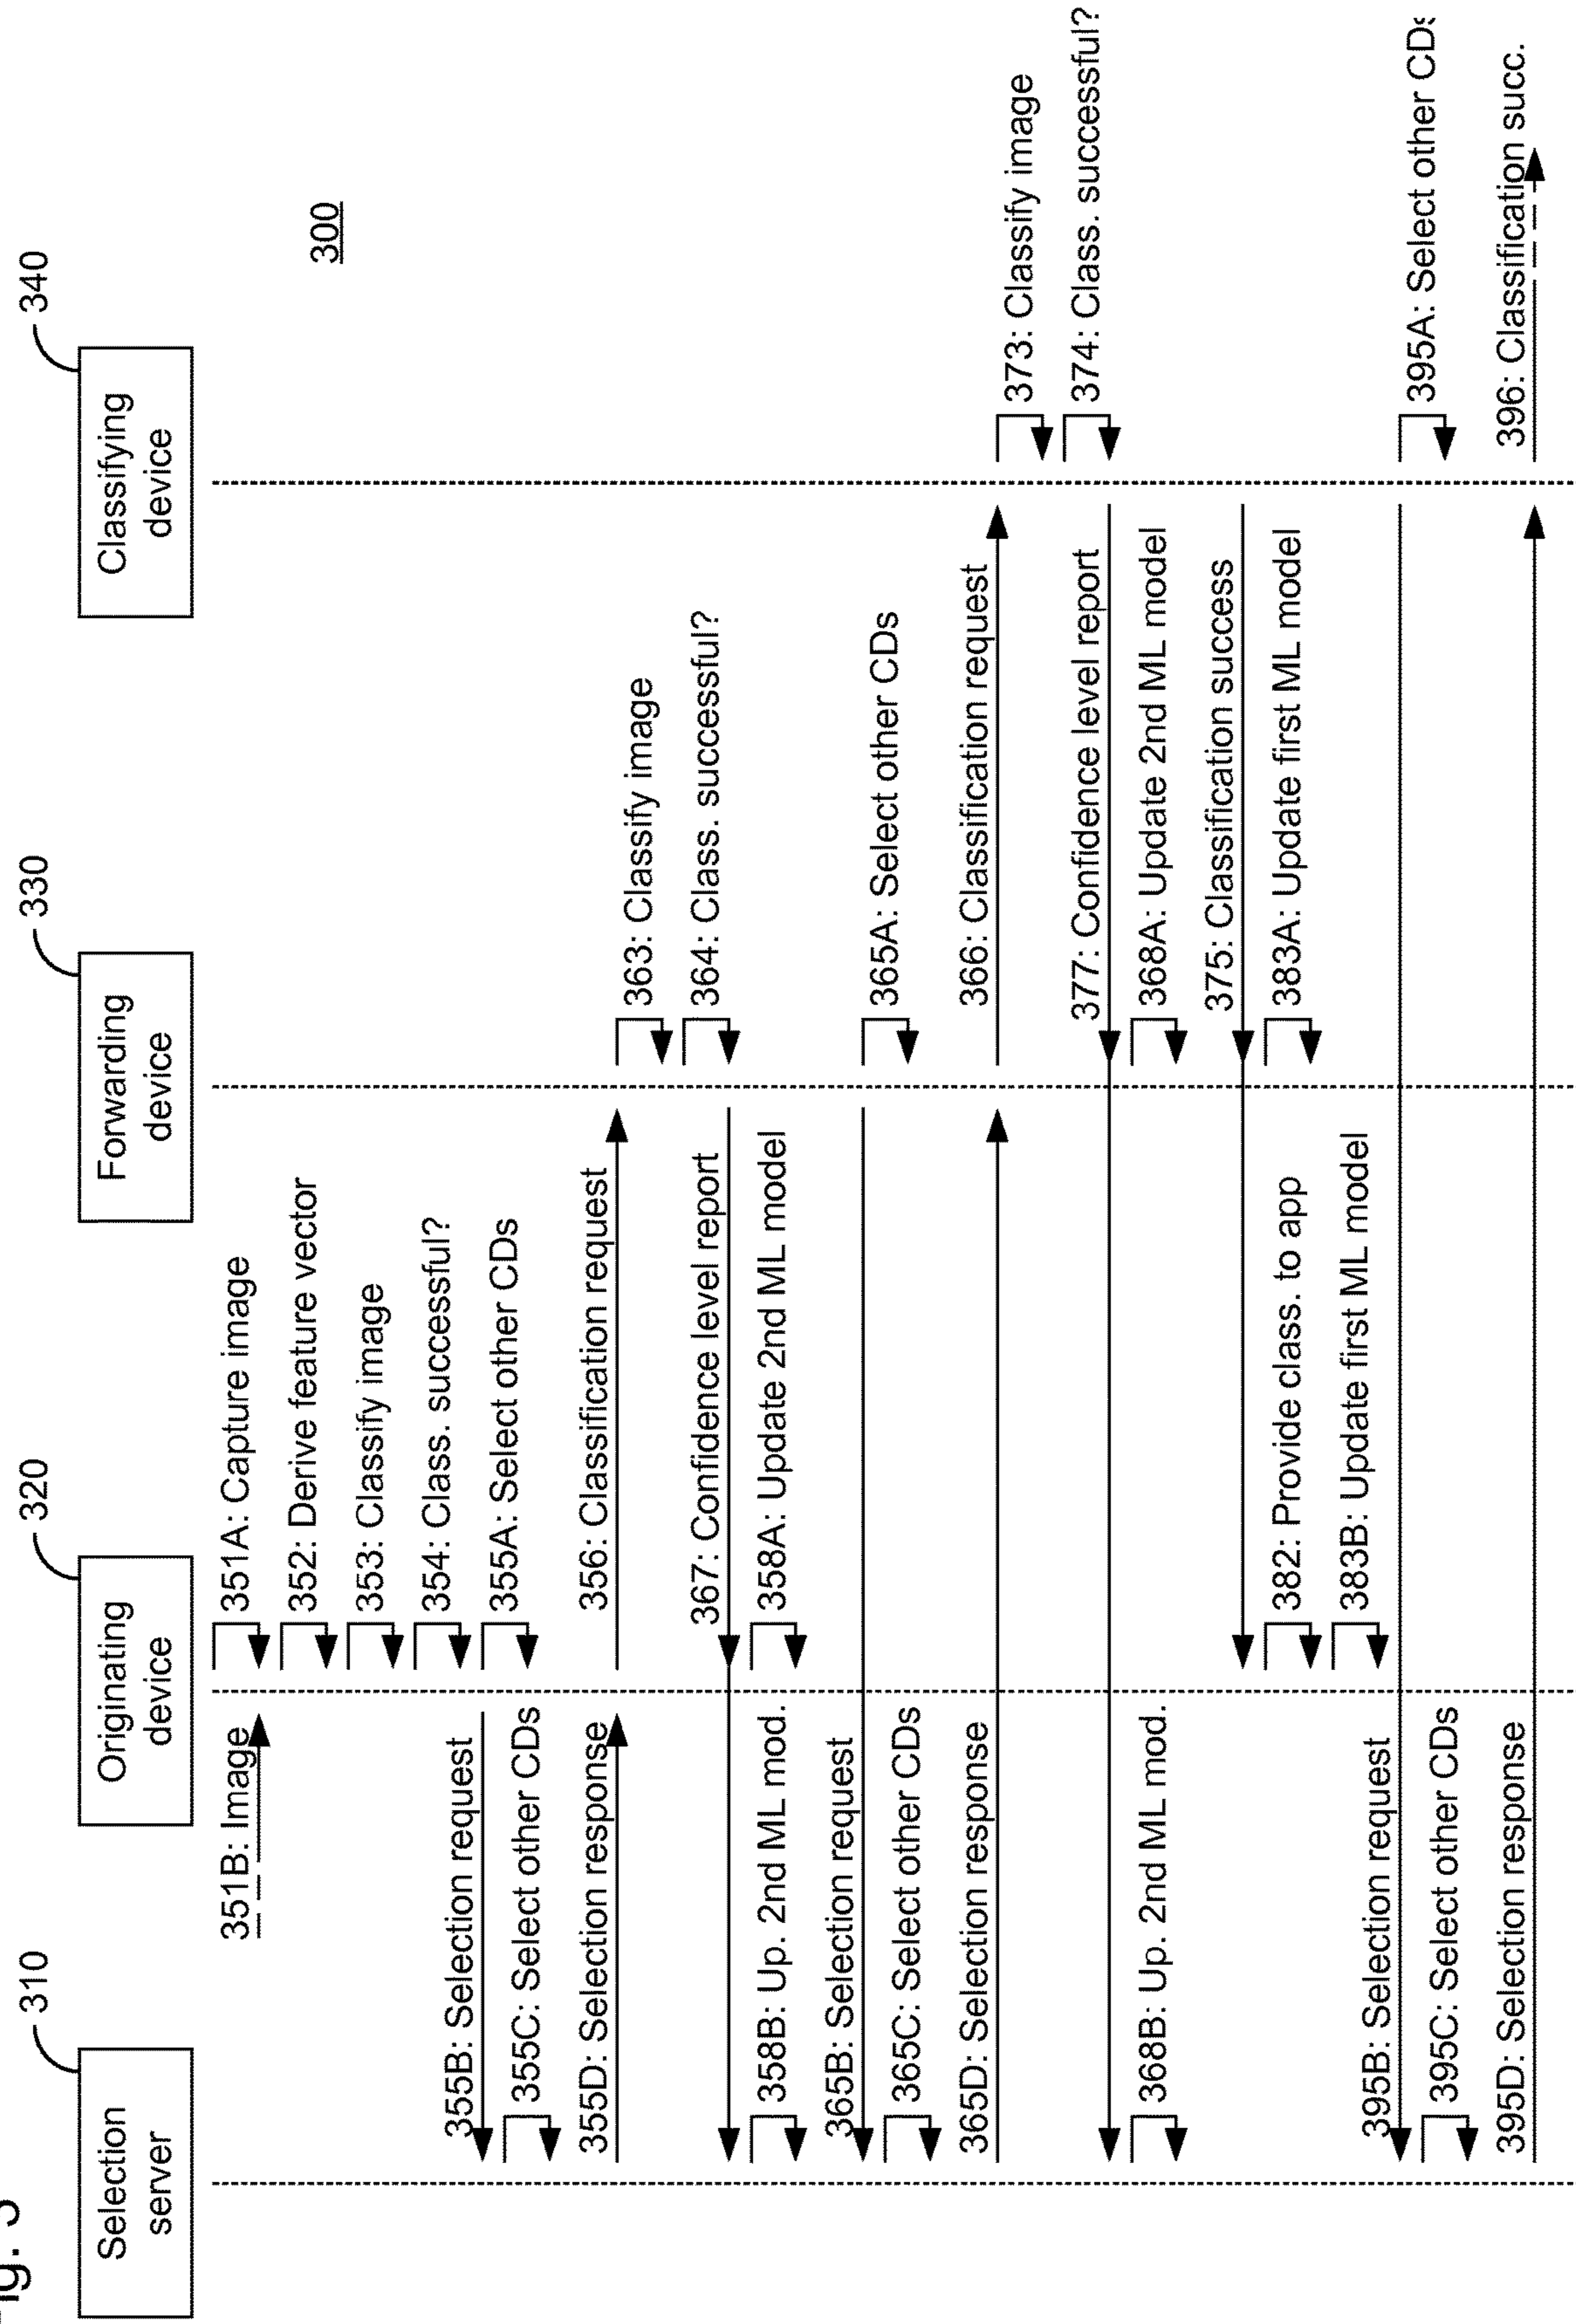 Fig. 3
310
320
330
340
Selection
server
Originating
device
Forwarding
device
Classifying
device
300
351B: Image
351A: Capture image
352: Derive feature vector
353: Classify image
354: Class. successful?
355B: Selection request
355A: Select other CDs
355C: Select other CDs
355D: Selection response
356: Classification request
363: Classify image
364: Class. successful?
367: Confidence level report
358B: Up. 2nd ML mod.
358A: Update 2nd ML model
365B: Selection request
365A: Select other CDs
365C: Select other CDs
365D: Selection response
366: Classification request
373: Classify image
374: Class. successful?
377: Confidence level report
368B: Up. 2nd ML mod.
368A: Update 2nd ML model
375: Classification success
382: Provide class. to app
383A: Update first ML model
383B: Update first ML model
395B: Selection request
395A: Select other CDs
395C: Select other CDs
395D: Selection response
396: Classification succ.